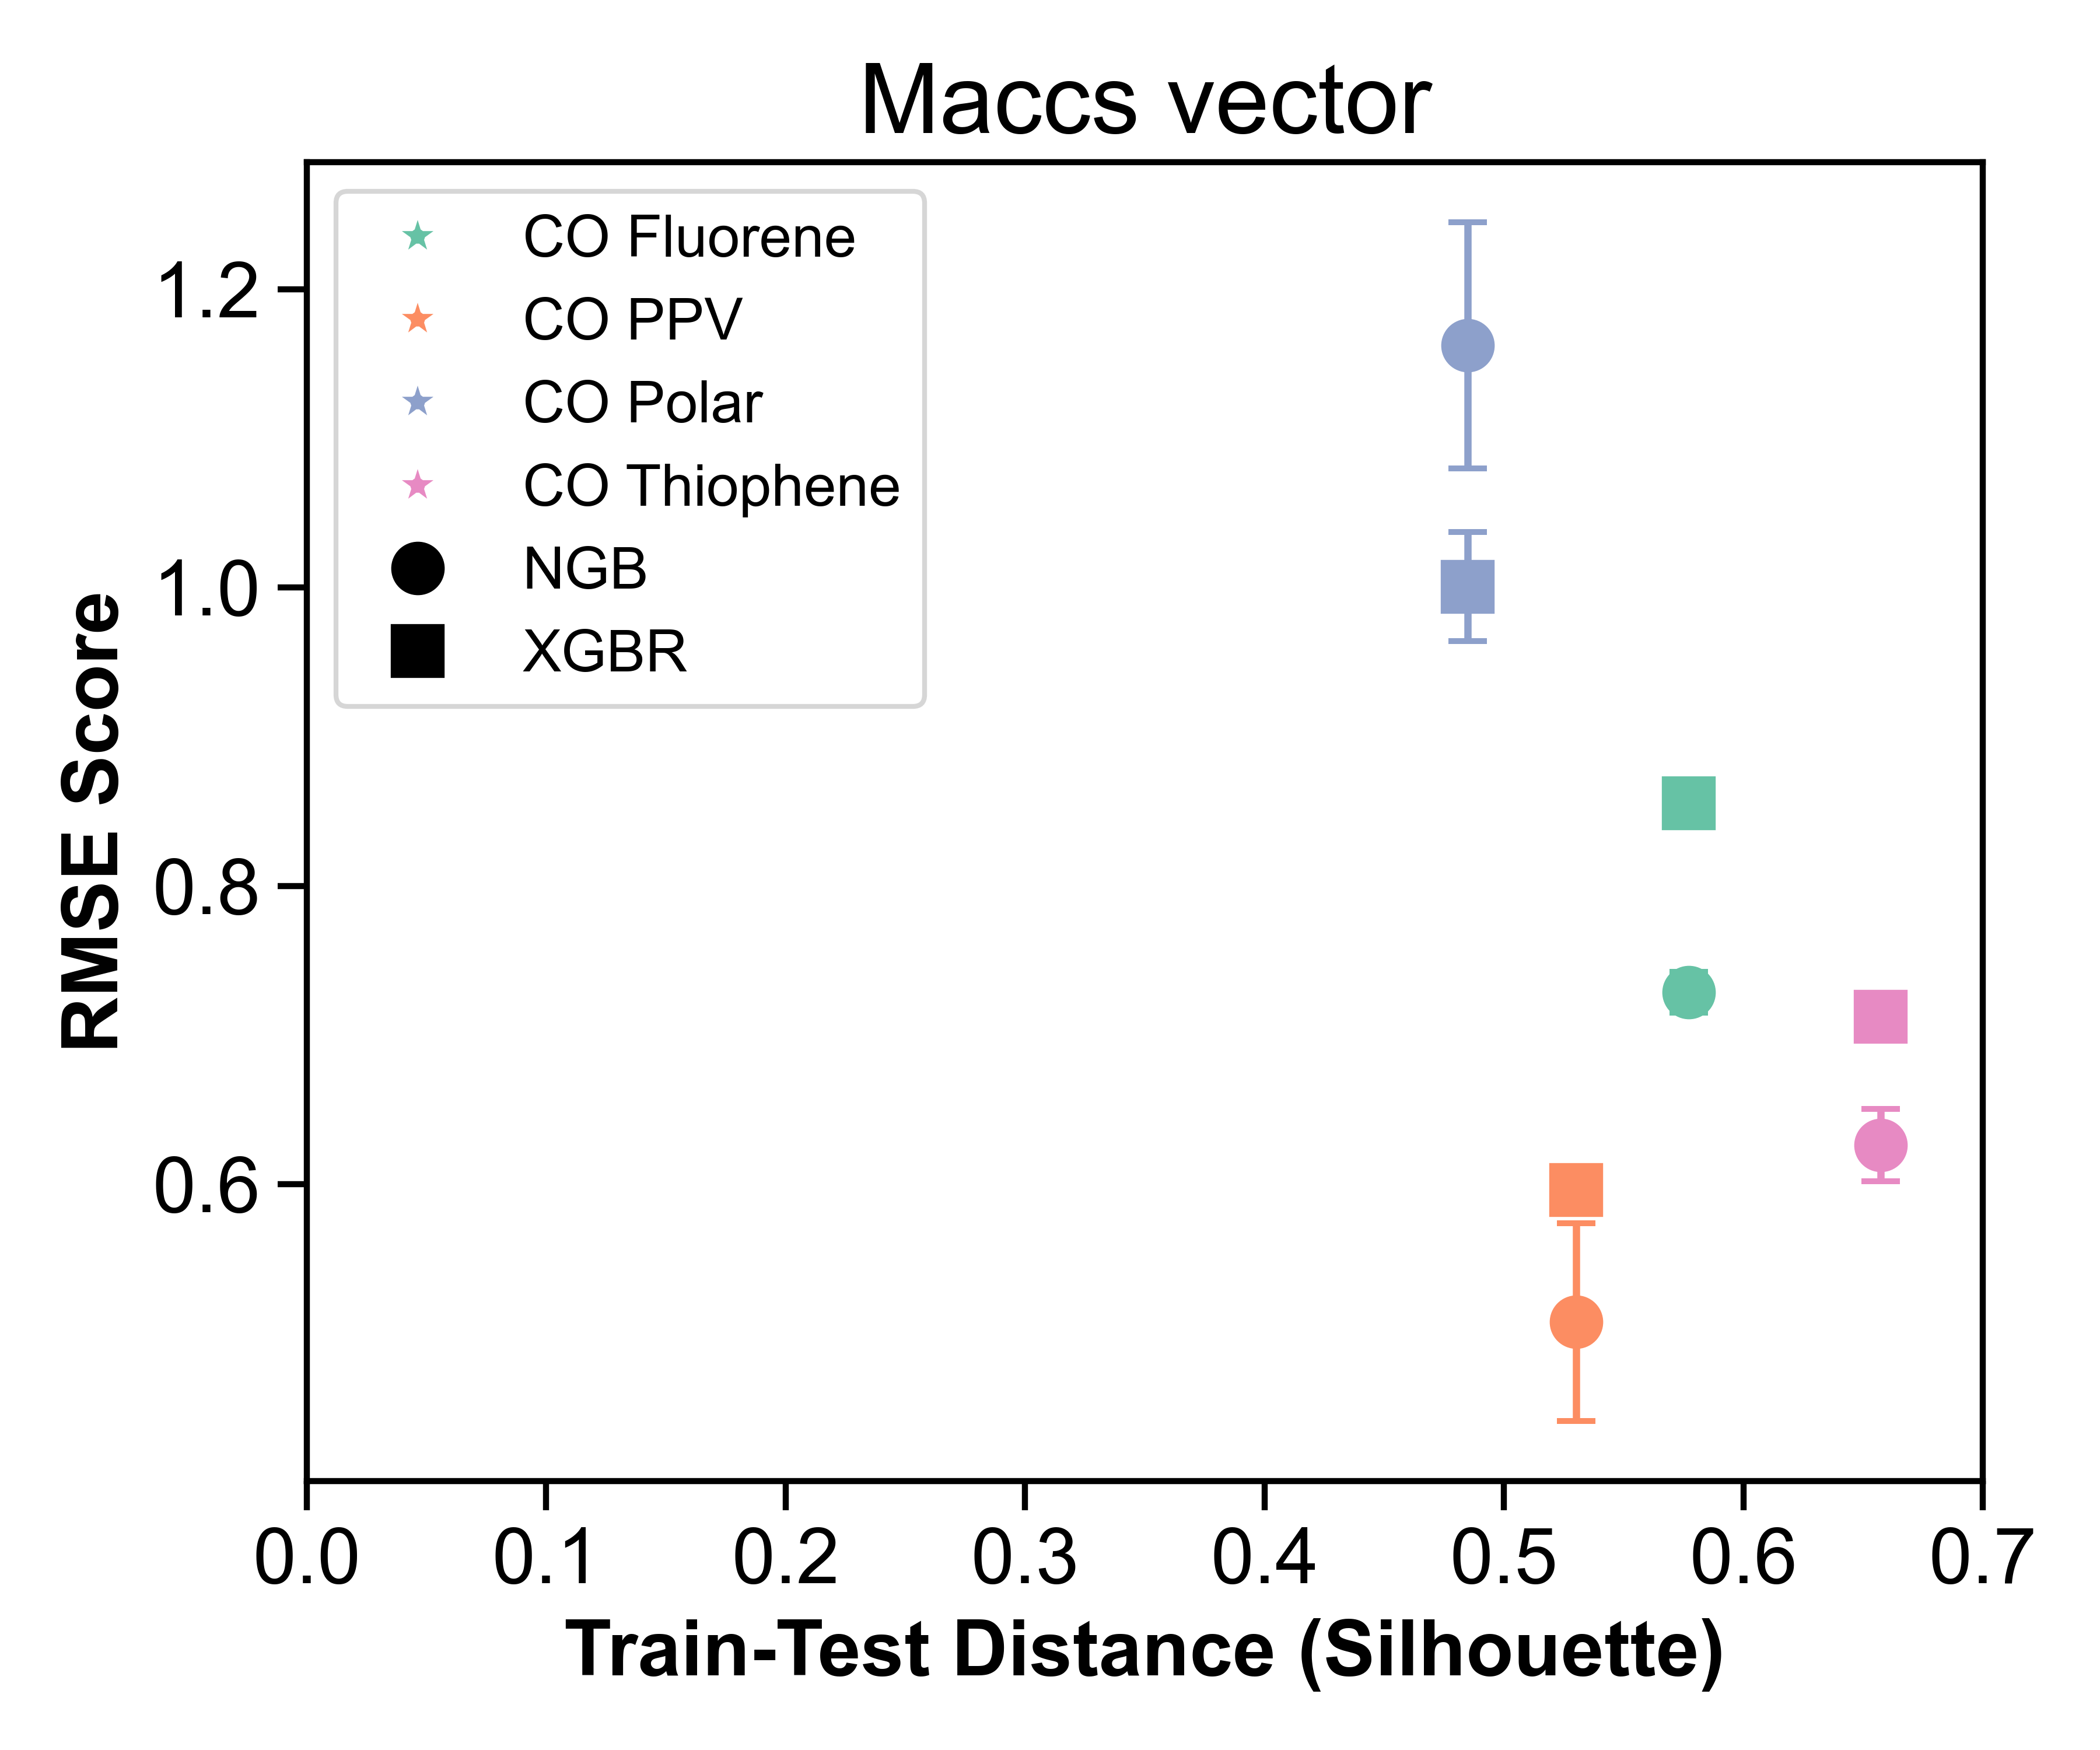 Maccs vector
CO Fluorene
CO PPV
CO Polar
CO Thiophene
NGB
XGBR
1.2
1.0
0.8
0.6
RMSE Score
0.0 0.1 0.2 0.3 0.4 0.5 0.6 0.7
Train-Test Distance (Silhouette)